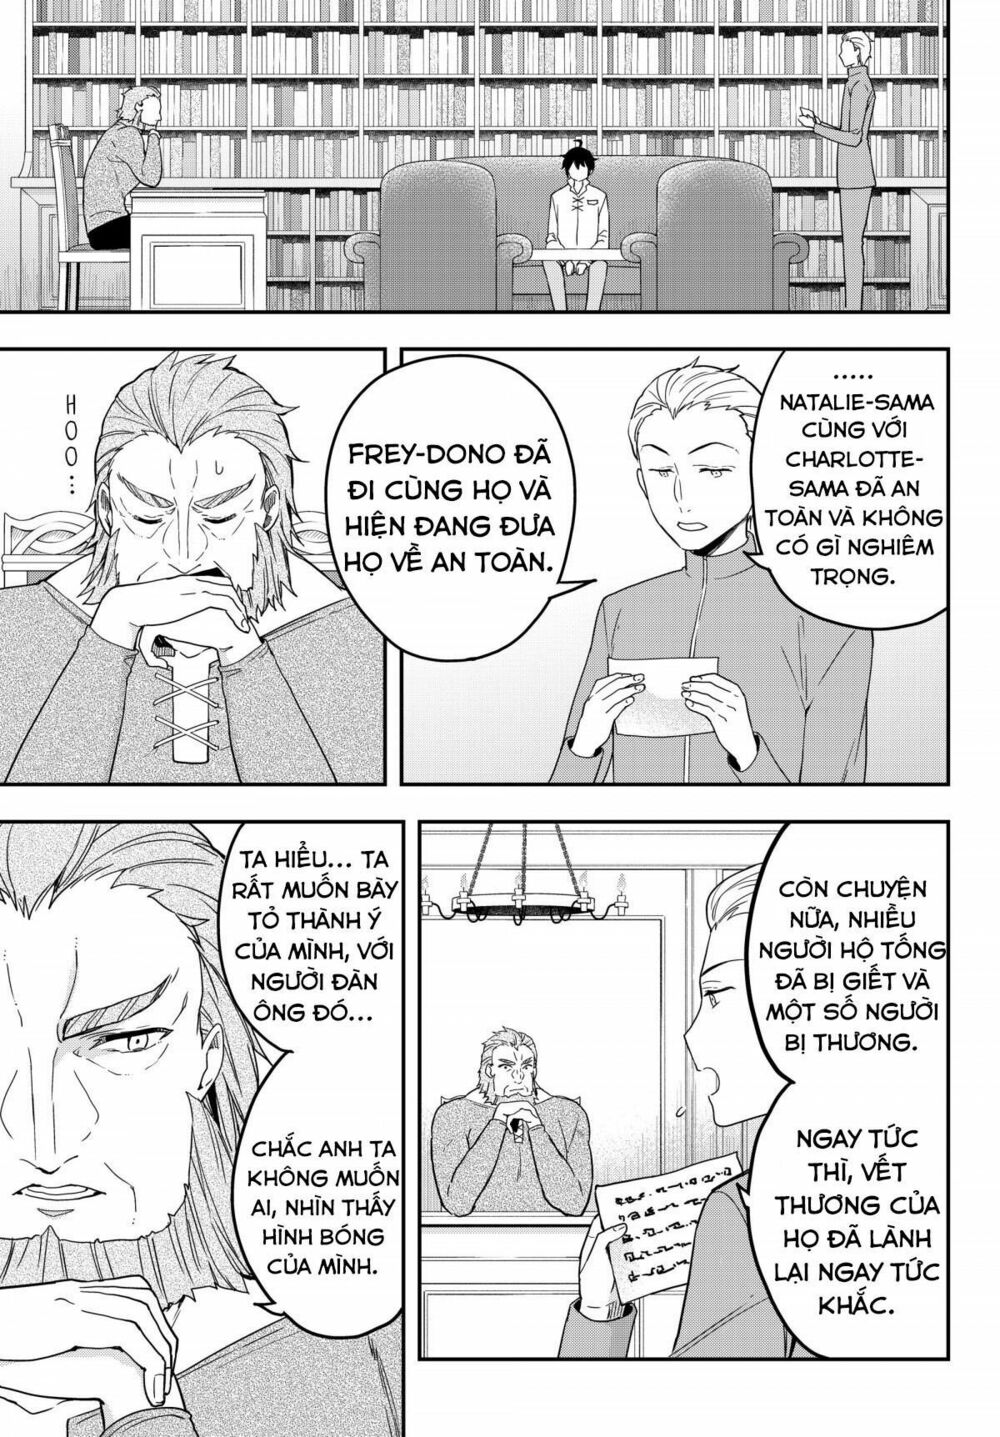 .....
NATALIE-SAMA
CÙNG VỚI
CHARLOTTE-
SAMA ĐÃ AN
TOÀN VÀ KHÔNG
CÓ GÌ NGHIÊM
TRỌNG.
FREY-DONO ĐÃ
ĐI CÙNG HỌ VÀ
HIỆN ĐANG ĐƯA
HỌ VỀ AN TOÀN.
HOO...
CÒN CHUYỆN
NỮA, NHIỀU
NGƯỜI HỘ TỐNG
ĐÃ BỊ GIẾT VÀ
MỘT SỐ NGƯỜI
BỊ THƯƠNG.
NGAY TỨC
THÌ, VẾT
THƯƠNG CỦA
HỌ ĐÃ LÀNH
LẠI NGAY TỨC
KHẮC.
TA HIỂU... TA
RẤT MUỐN BÀY
TỎ THÀNH Ý
CỦA MÌNH, VỚI
NGƯỜI ĐÀN
ÔNG ĐÓ...
CHẮC ANH TA
KHÔNG MUỐN
AI, NHÌN THẤY
HÌNH BÓNG
CỦA MÌNH.